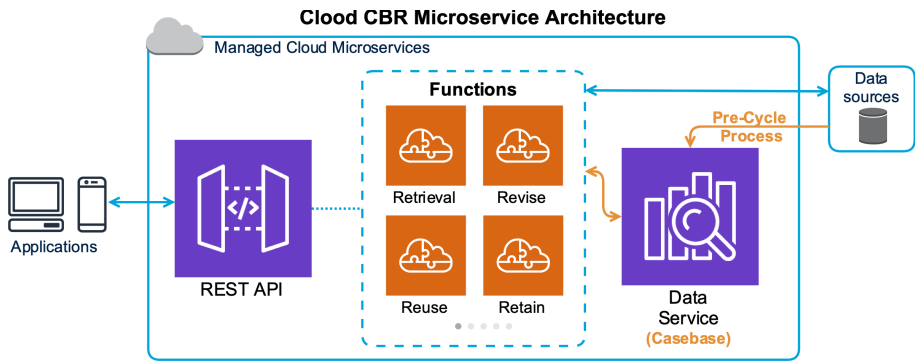 Clood CBR Microservice Architecture
Managed Cloud Microservices
Functions
Retrieval
Revise
Reuse
Retain
Applications
</>
REST API
Pre-Cycle
Process
Data
sources
Data
Service
(Casebase)